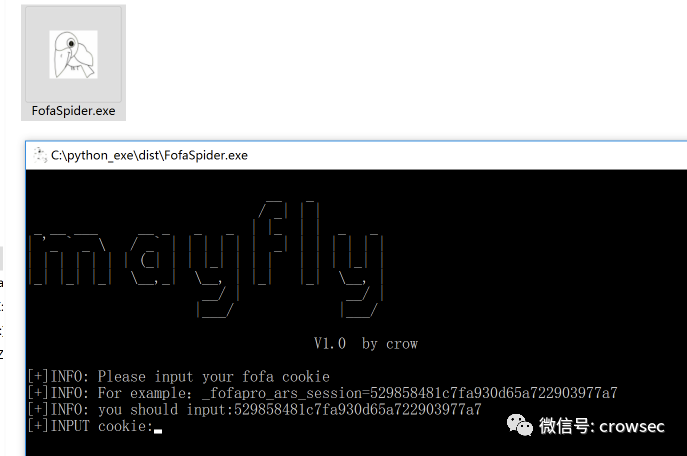 FofaSpider.exe
C:\python_exe\dist\FofaSpider.exe
mayfly
V1.0 by crow
[+]INFO: Please input your fofa cookie
[+]INFO: For example: _fofapro_ars_session=529858481c7fa930d65a722903977a7
[+]INFO: you should input:529858481c7fa930d65a722903977a7
[+]INPUT cookie:
微信号: crowsec